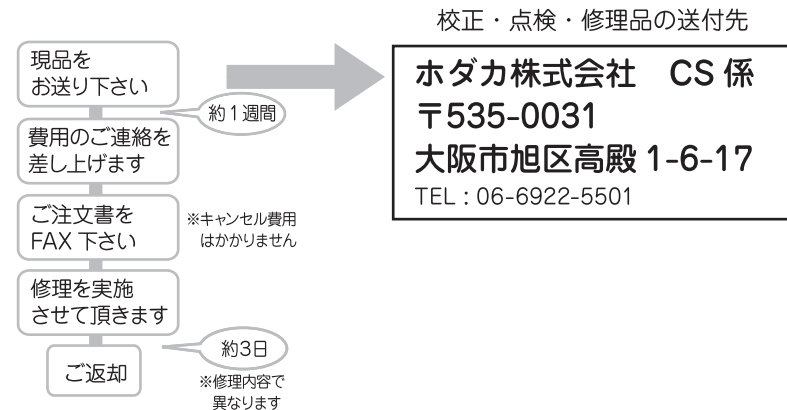 校正・点検・修理品の送付先
現品を
お送り下さい
ホダカ株式会社　CS 係
〒535-0031
大阪市旭区高殿 1-6-17
TEL : 06-6922-5501
約１週間
費用のご連絡を
差し上げます
ご注文書を
FAX 下さい
※キャンセル費用
はかかりません
修理を実施
させて頂きます
約3日
ご返却
※修理内容で
異なります